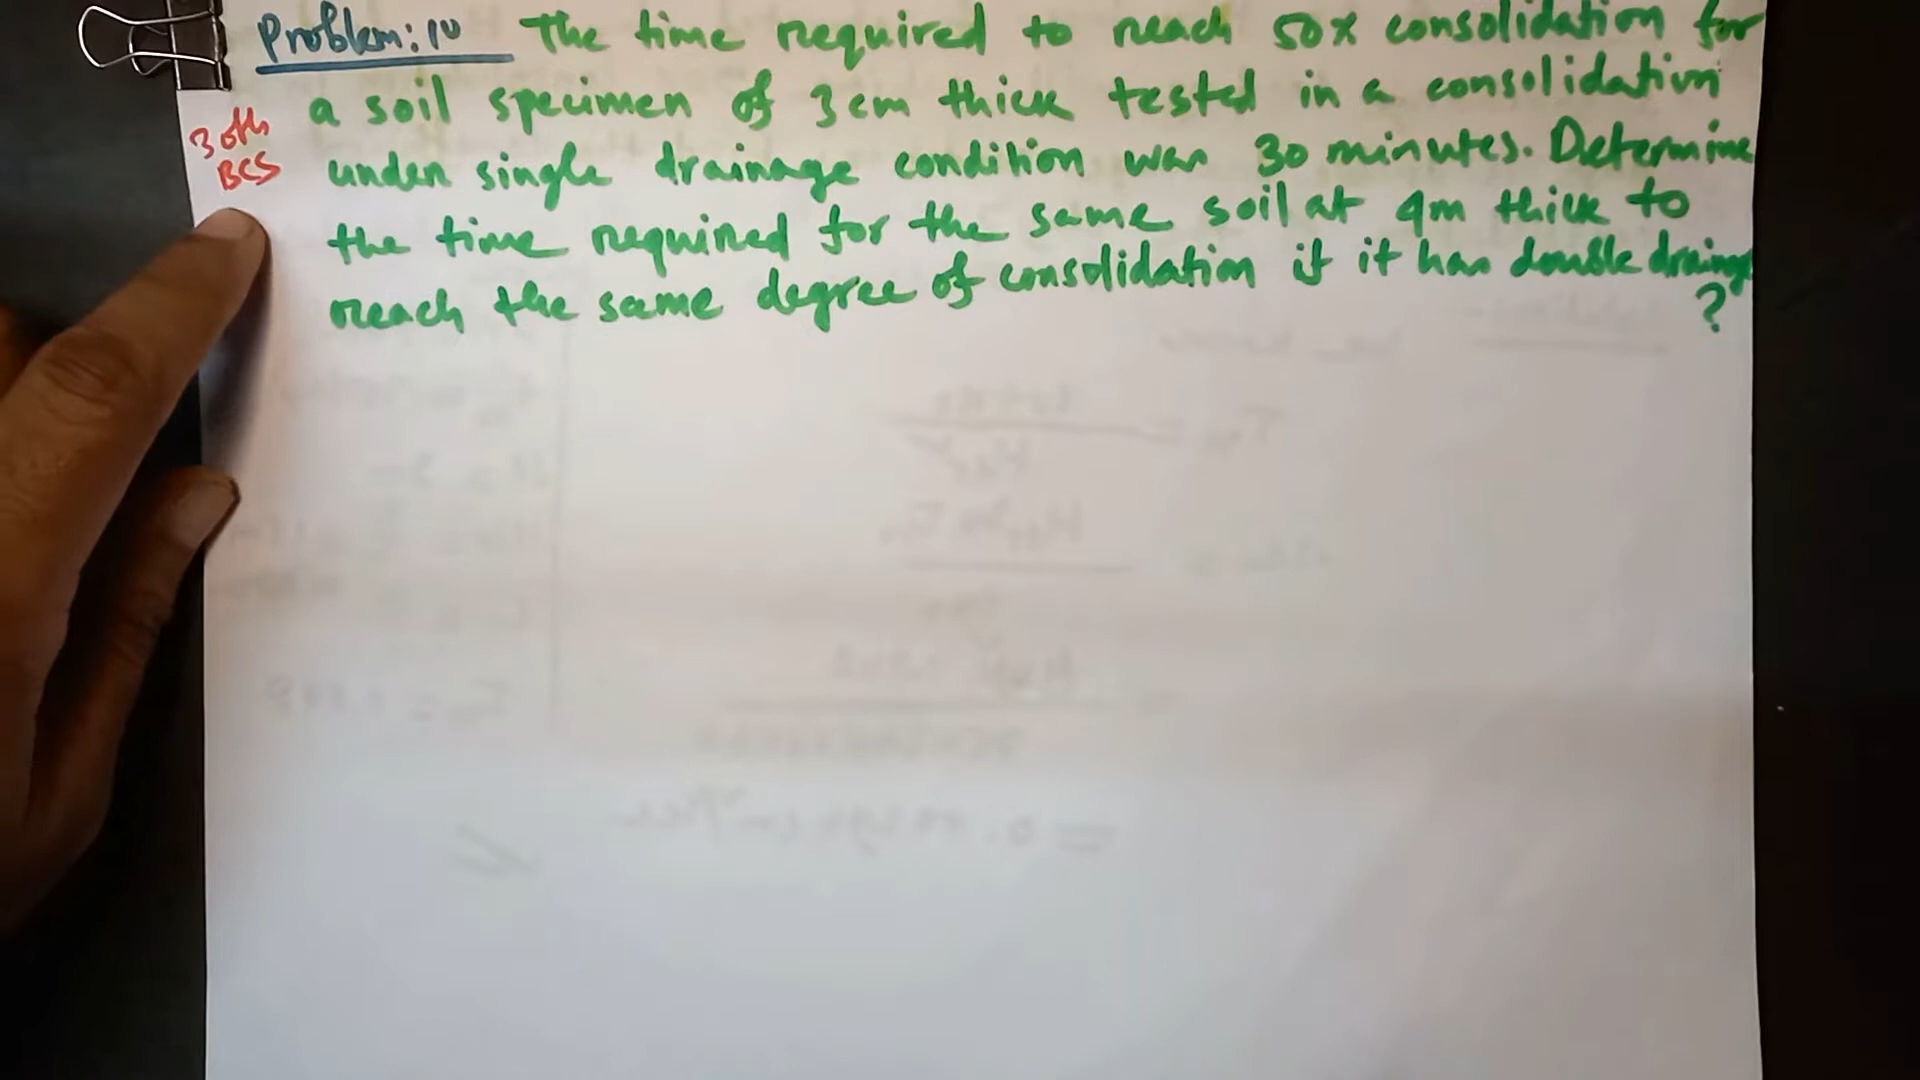 Problem: 10 The time required to reach 50% consolidation for
a soil specimen of 3 cm thick tested in a consolidation
under single drainage condition was 30 minutes. Determine
the time required for the same soil at 4m thick to
reach the same degree of consolidation if it has double drainage
?
30th
BCS